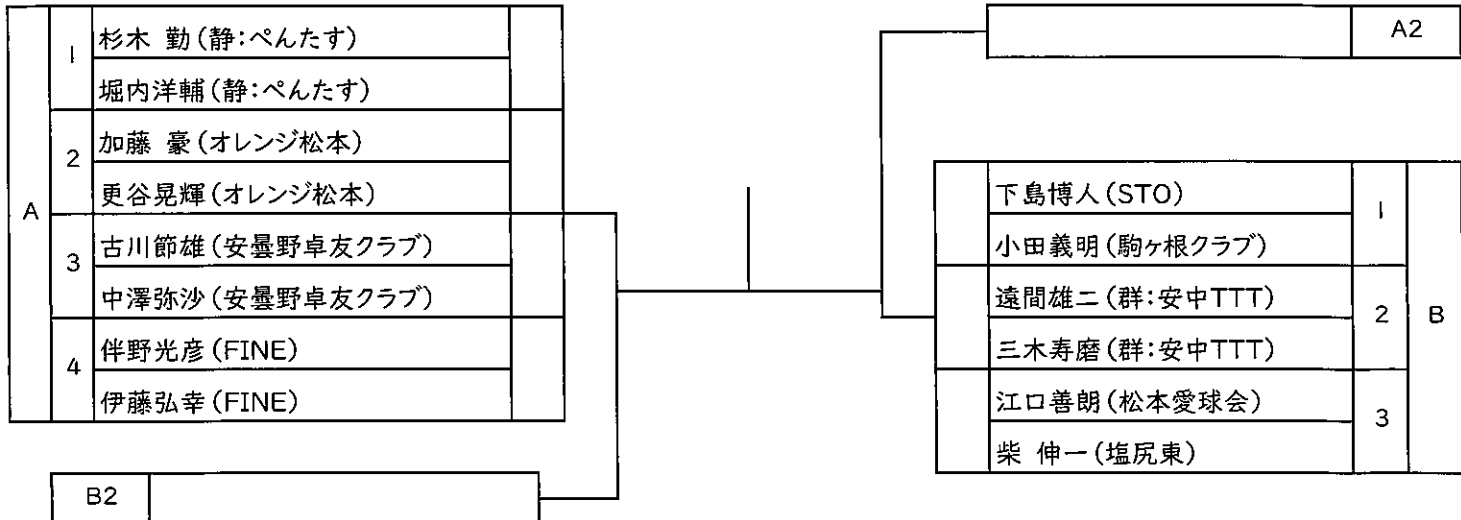 A
1
杉木 勤(静:ぺんたす)
堀内洋輔(静:ぺんたす)
2
加藤 豪(オレンジ松本)
更谷晃輝(オレンジ松本)
3
古川節雄(安曇野卓友クラブ)
中澤弥沙(安曇野卓友クラブ)
4
伴野光彦(FINE)
伊藤弘幸(FINE)
B2
A2
下島博人(STO)
小田義明(駒ヶ根クラブ)
1
遠間雄二(群:安中TTT)
三木寿磨(群:安中TTT)
2
江口善朗(松本愛球会)
柴 伸一(塩尻東)
3
B